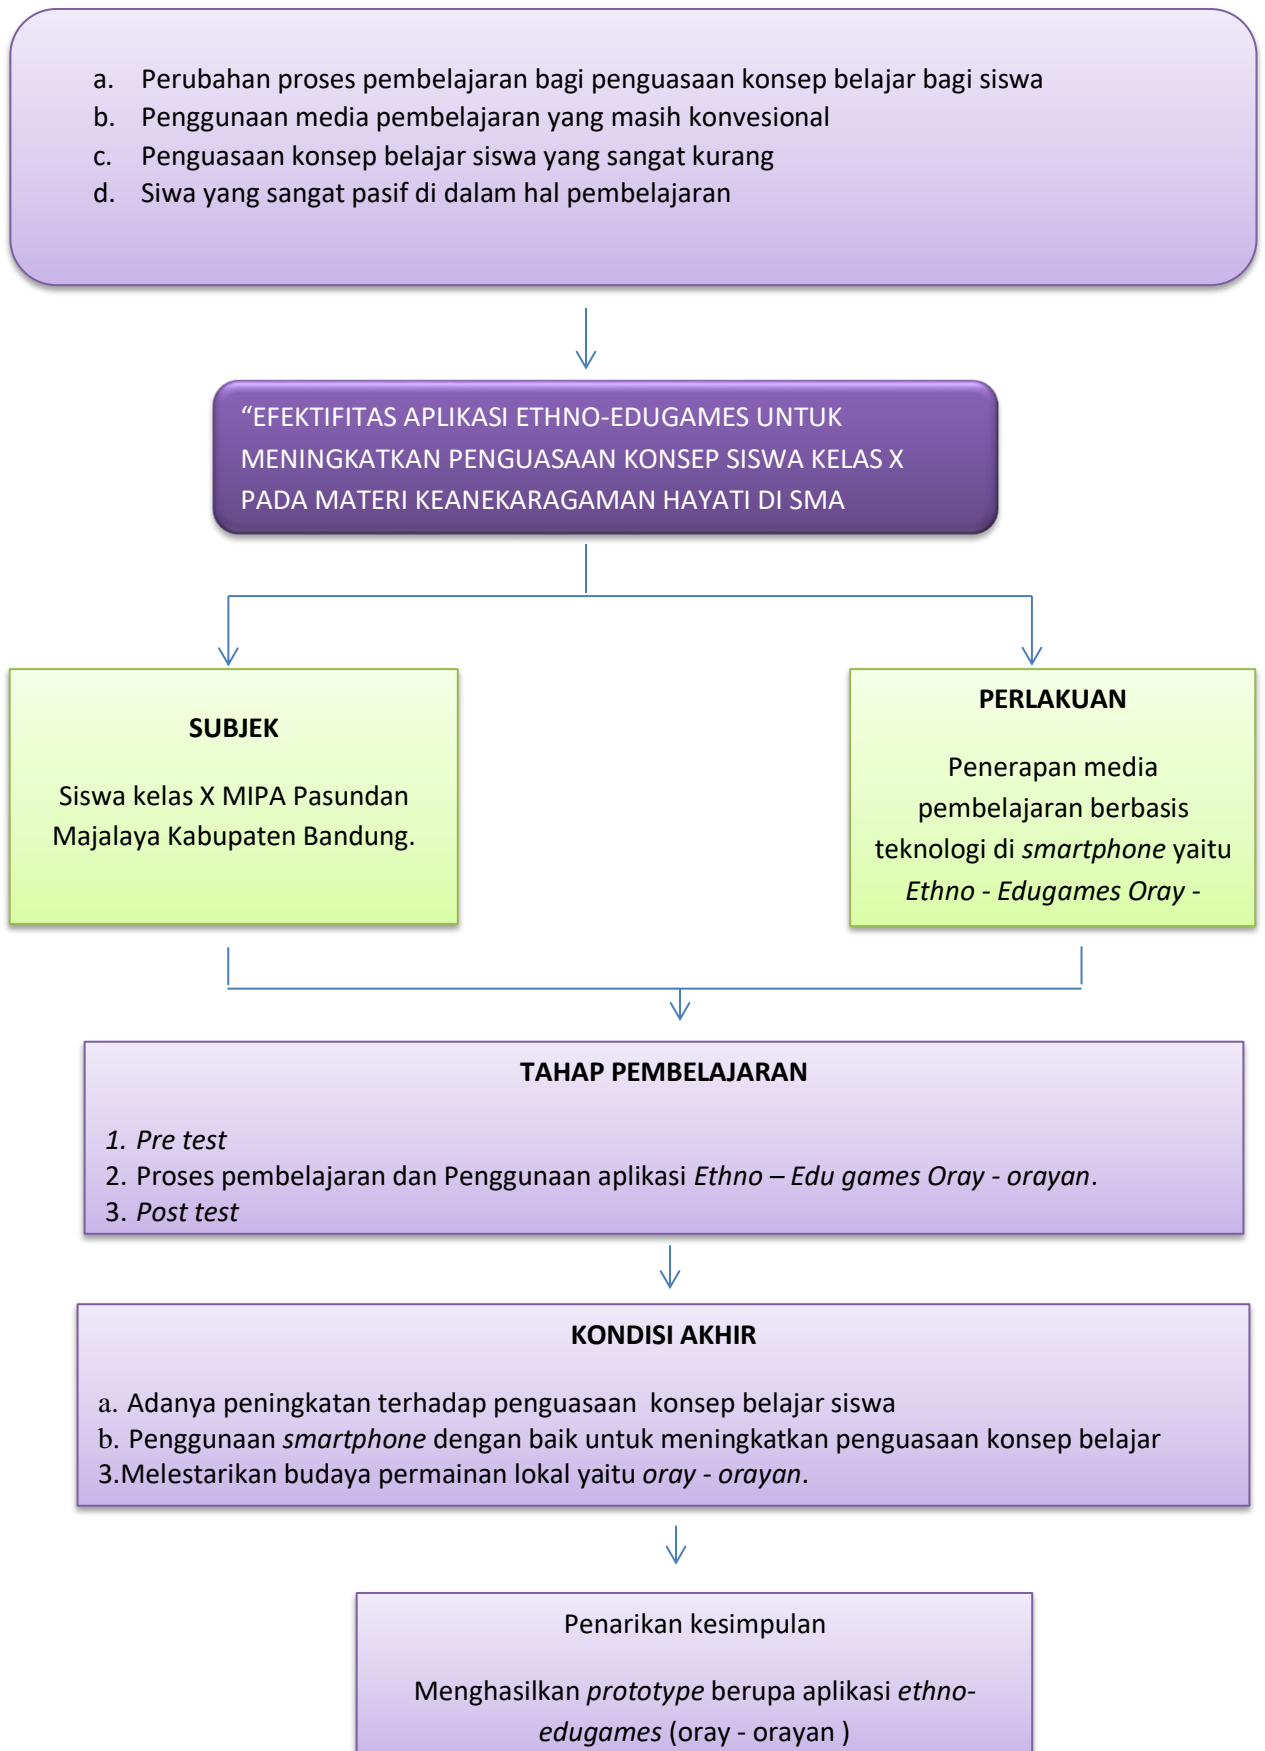 a. Perubahan proses pembelajaran bagi penguasaan konsep belajar bagi siswa
b. Penggunaan media pembelajaran yang masih konvesional
c. Penguasaan konsep belajar siswa yang sangat kurang
d. Siwa yang sangat pasif di dalam hal pembelajaran
“EFEKTIFITAS APLIKASI ETHNO-EDUGAMES UNTUK
MENINGKATKAN PENGUASAAN KONSEP SISWA KELAS X
PADA MATERI KEANEKARAGAMAN HAYATI DI SMA
SUBJEK
Siswa kelas X MIPA Pasundan
Majalaya Kabupaten Bandung.
PERLAKUAN
Penerapan media
pembelajaran berbasis
teknologi di smartphone yaitu
Ethno - Edugames Oray -
TAHAP PEMBELAJARAN
1. Pre test
2. Proses pembelajaran dan Penggunaan aplikasi Ethno – Edu games Oray - orayan.
3. Post test
KONDISI AKHIR
a. Adanya peningkatan terhadap penguasaan  konsep belajar siswa
b. Penggunaan smartphone dengan baik untuk meningkatkan penguasaan konsep belajar
3.Melestarikan budaya permainan lokal yaitu oray - orayan.
Penarikan kesimpulan
Menghasilkan prototype berupa aplikasi ethno-
edugames (oray - orayan )